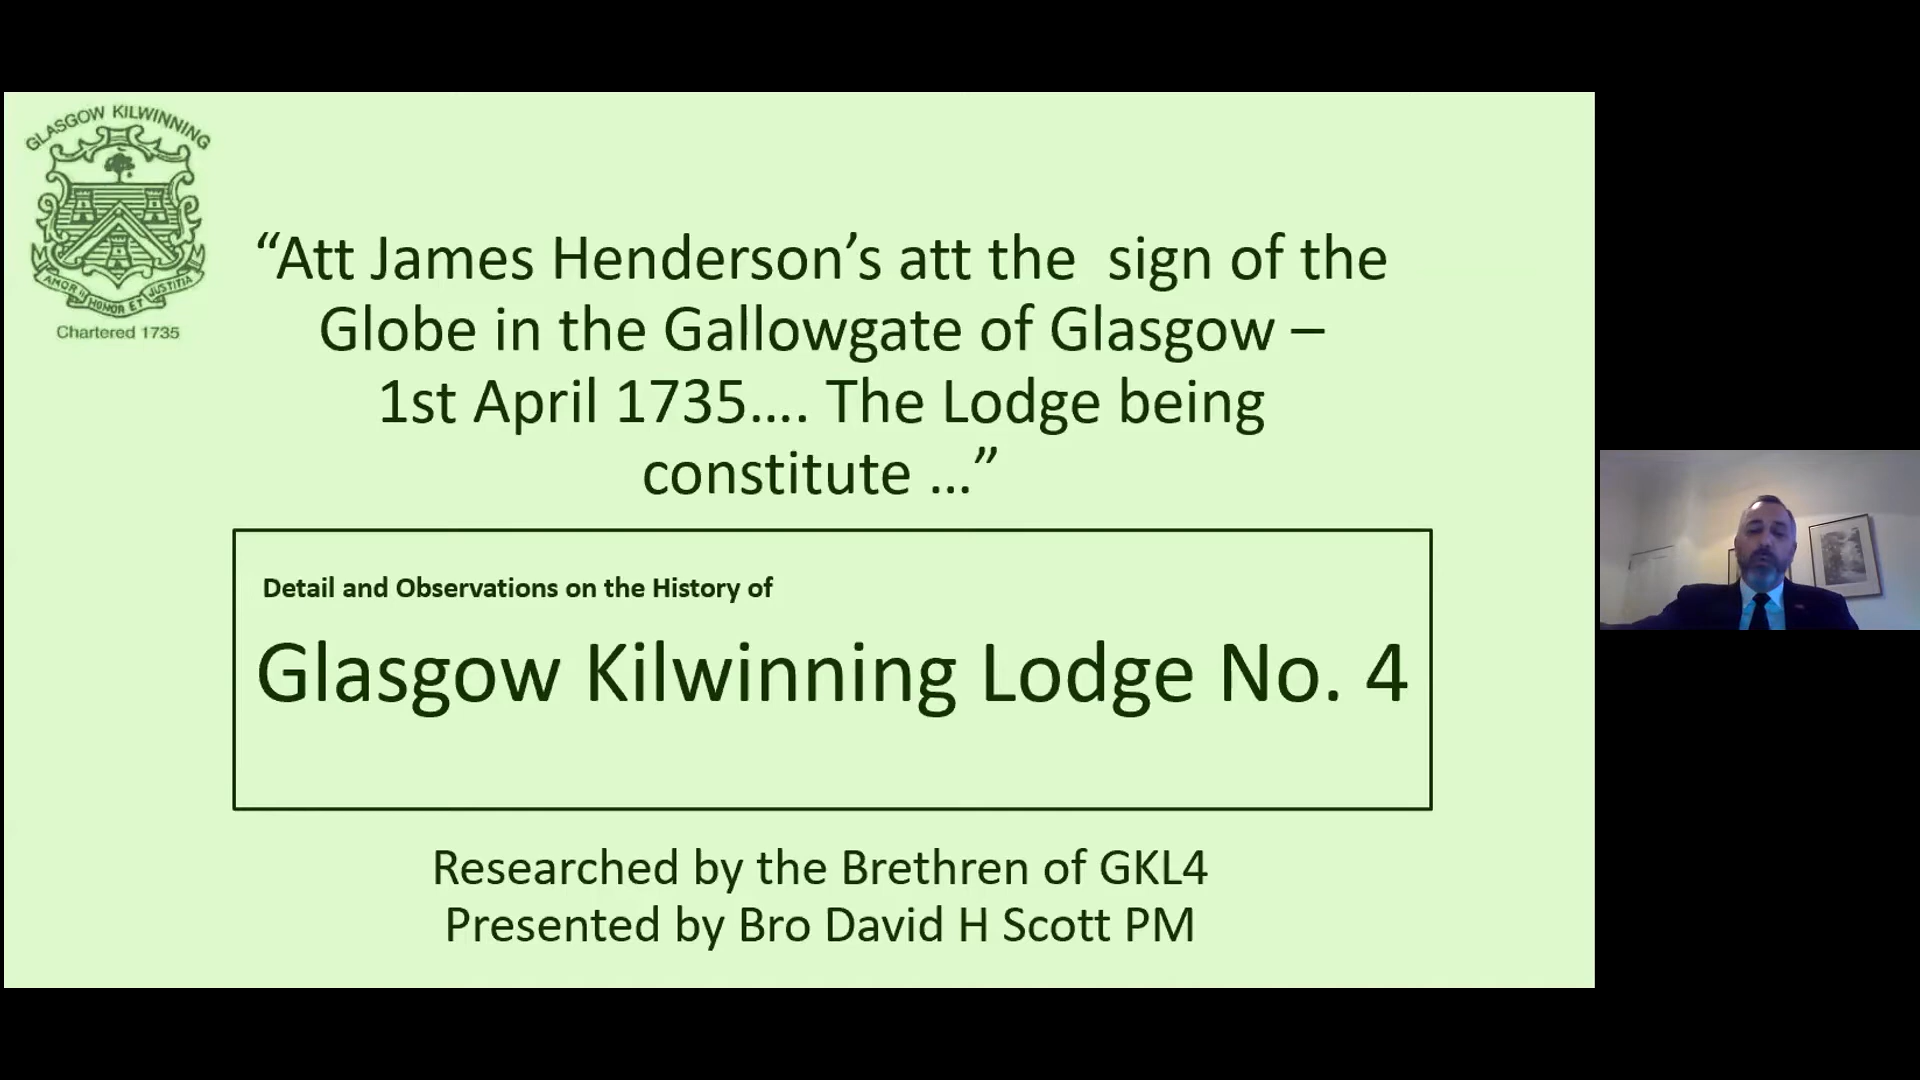 GLASGOW KILWINNING
AMOR HONOR ET JUSTITIA
Chartered 1735
“Att James Henderson’s att the  sign of the
Globe in the Gallowgate of Glasgow –
1st April 1735…. The Lodge being
constitute …”
Detail and Observations on the History of
Glasgow Kilwinning Lodge No. 4
Researched by the Brethren of GKL4
Presented by Bro David H Scott PM